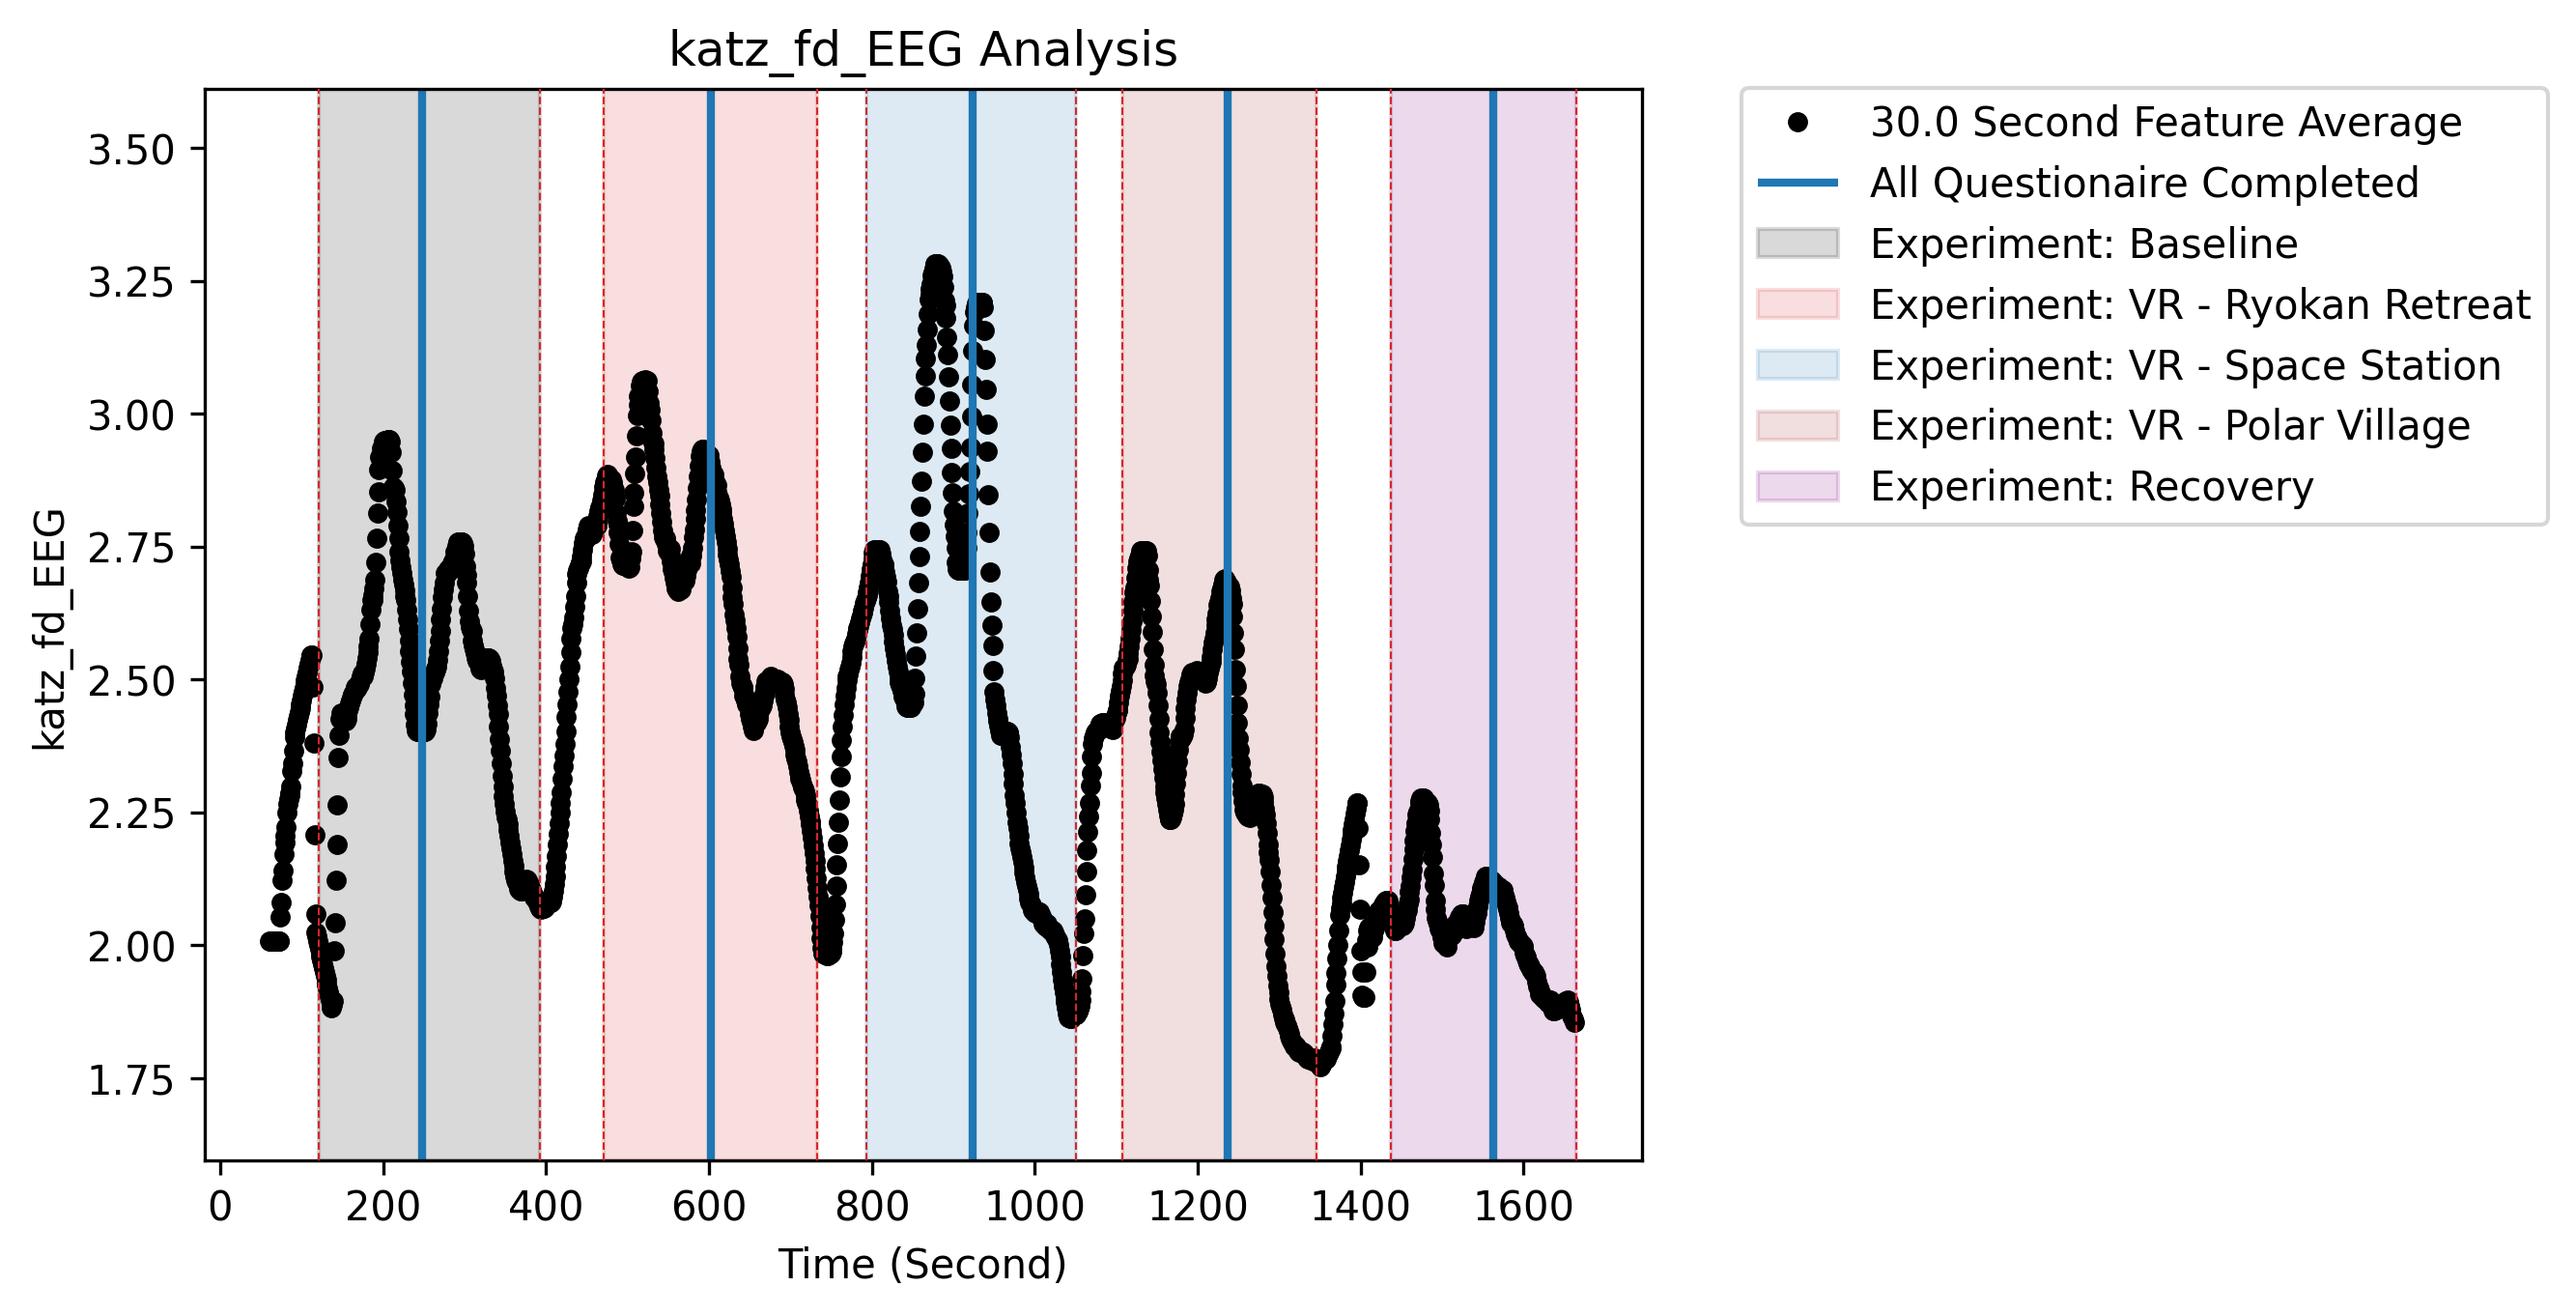 katz_fd_EEG Analysis
3.50
3.25
3.00
2.75
2.50
2.25
2.00
1.75
katz_fd_EEG
0 200 400 600 800 1000 1200 1400 1600
Time (Second)
30.0 Second Feature Average
All Questionaire Completed
Experiment: Baseline
Experiment: VR - Ryokan Retreat
Experiment: VR - Space Station
Experiment: VR - Polar Village
Experiment: Recovery